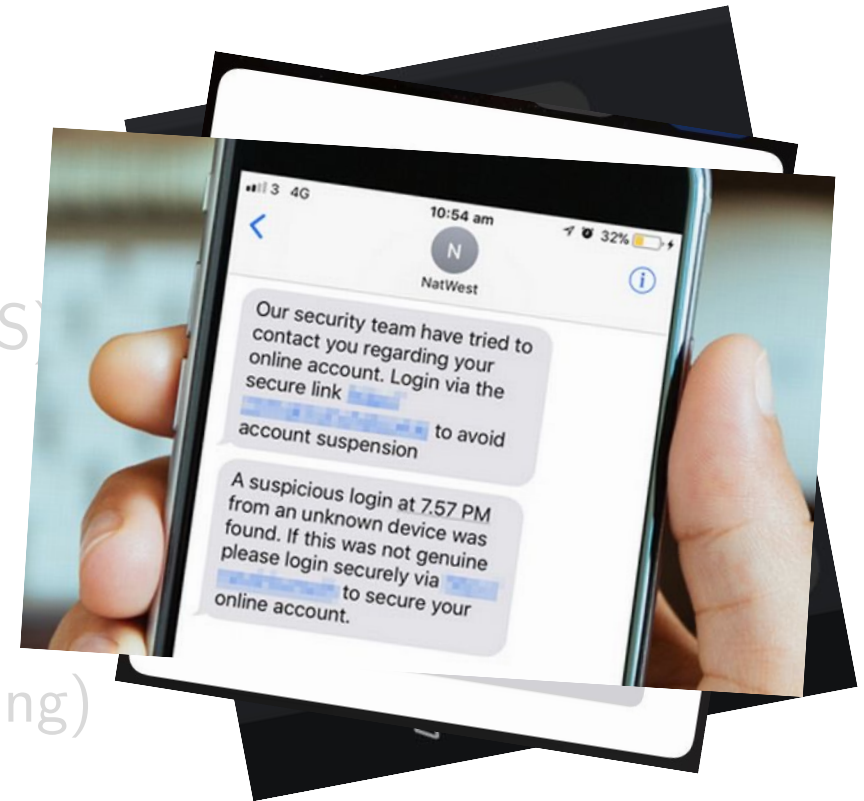 3 4G
10:54 am
32%
N
NatWest
i
Our security team have tried to
contact you regarding your
online account. Login via the
secure link
to avoid
account suspension
A suspicious login at 7.57 PM
from an unknown device was
found. If this was not genuine
please login securely via
to secure your
online account.
S)
ng)